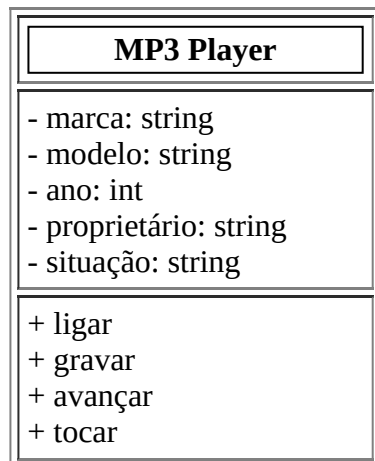 MP3 Player
- marca: string
- modelo: string
- ano: int
- proprietário: string
- situação: string
+ ligar
+ gravar
+ avançar
+ tocar